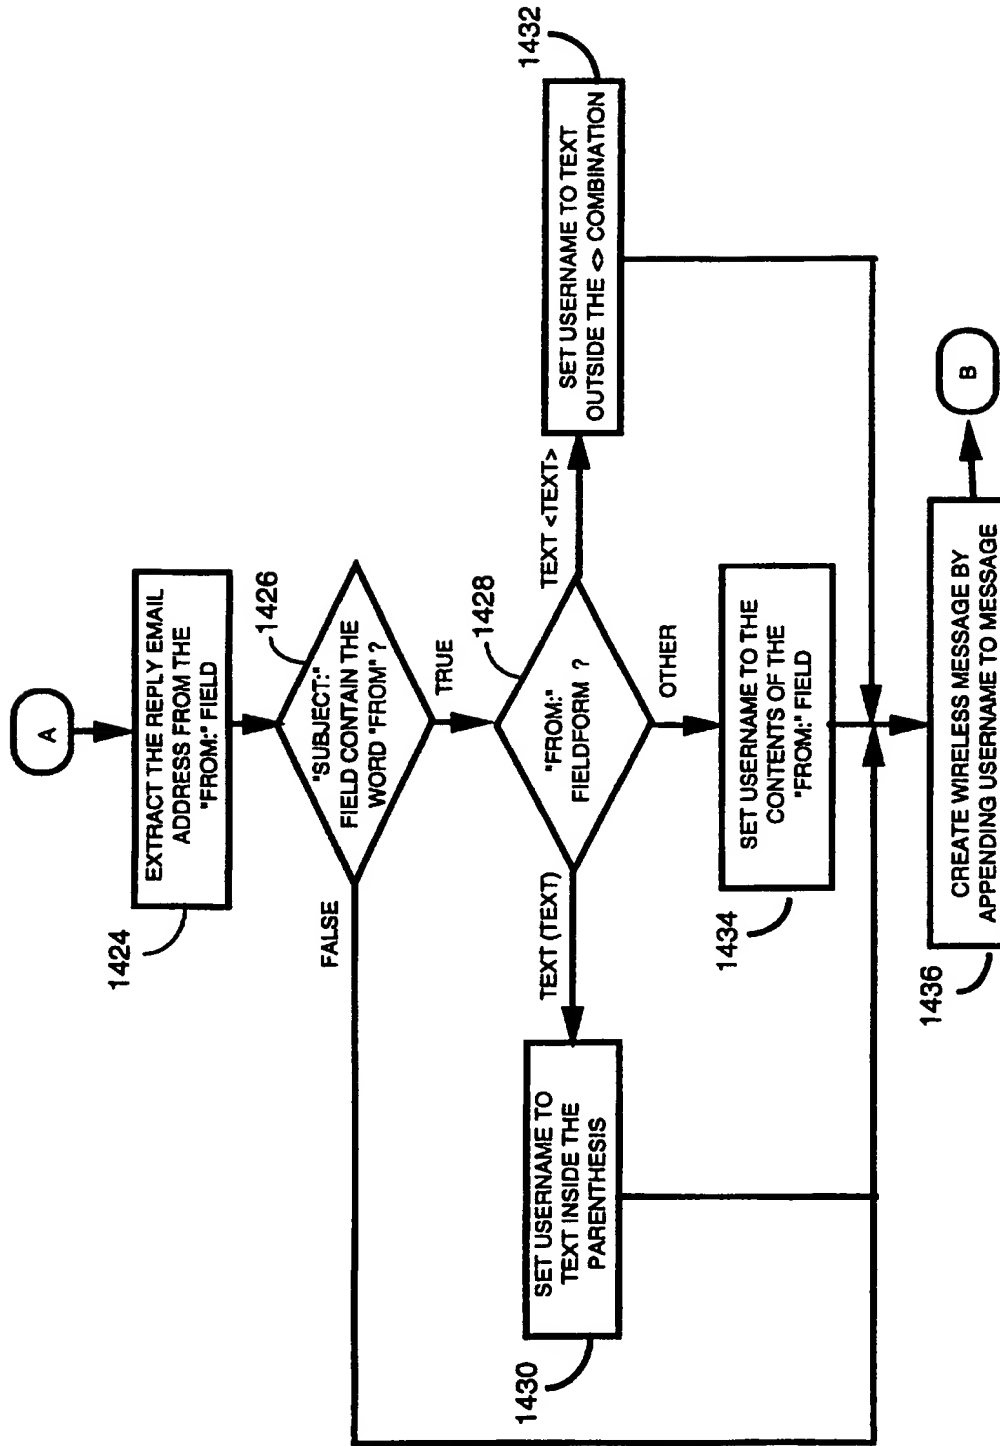 A
EXTRACT THE REPLY EMAIL
ADDRESS FROM THE
"FROM:" FIELD
1424
"SUBJECT:"
FIELD CONTAIN THE
WORD "FROM" ?
1426
FALSE
TRUE
"FROM:"
FIELDFORM ?
1428
TEXT (TEXT)
TEXT <TEXT>
OTHER
SET USERNAME TO
TEXT INSIDE THE
PARENTHESIS
1430
SET USERNAME TO THE
CONTENTS OF THE
"FROM:" FIELD
1434
SET USERNAME TO TEXT
OUTSIDE THE <> COMBINATION
1432
CREATE WIRELESS MESSAGE BY
APPENDING USERNAME TO MESSAGE
1436
B